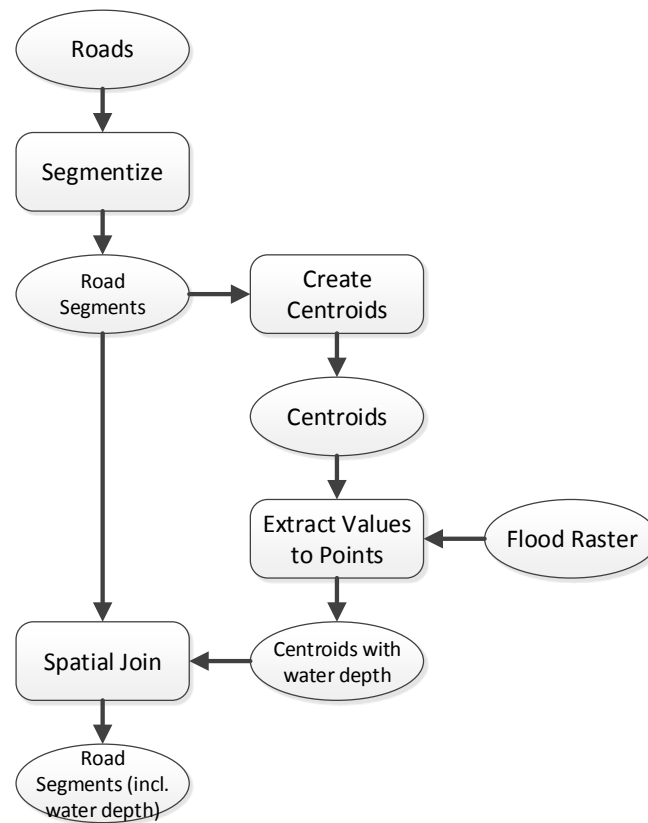 Roads
Segmentize
Road
Segments
Create
Centroids
Centroids
Extract Values
to Points
Flood Raster
Spatial Join
Centroids with
water depth
Road
Segments (incl.
water depth)